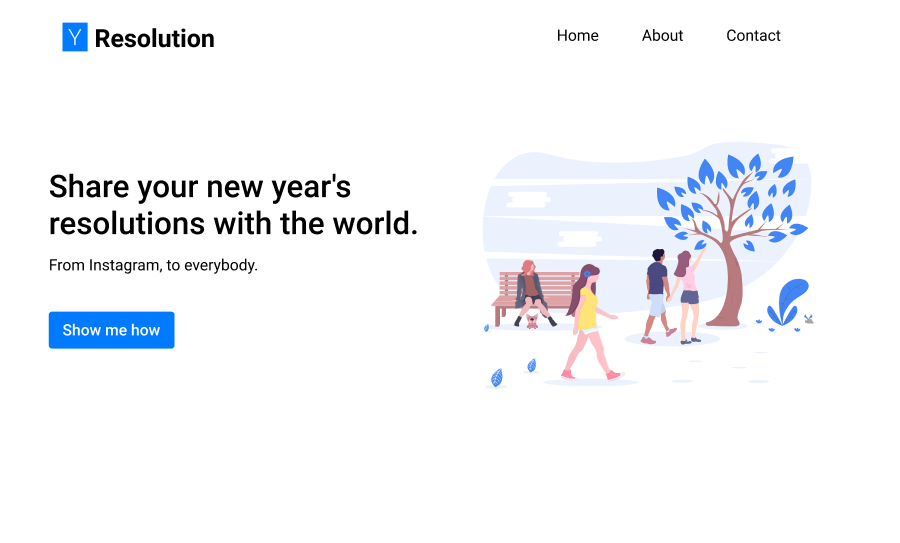 Y Resolution
Home About Contact
Share your new year's
resolutions with the world.
From Instagram, to everybody.
Show me how